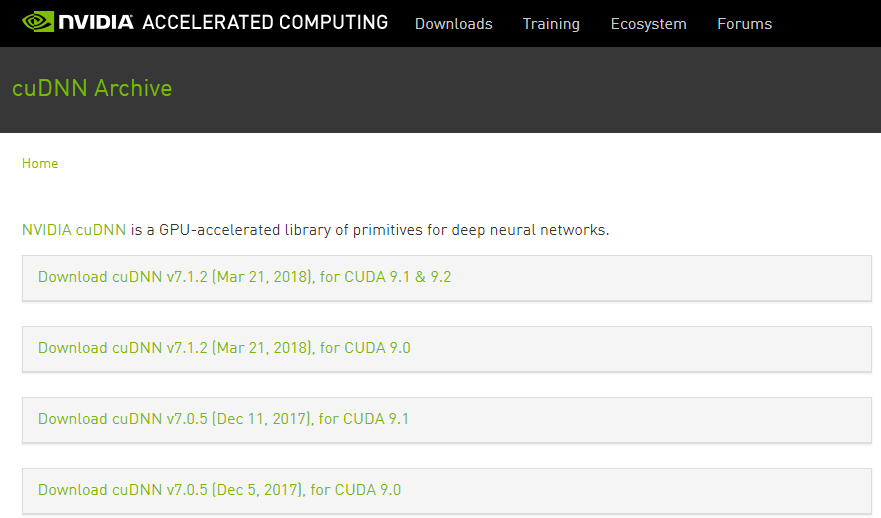 NVIDIA ACCELERATED COMPUTING Downloads Training Ecosystem Forums
cuDNN Archive
Home
NVIDIA cuDNN is a GPU-accelerated library of primitives for deep neural networks.
Download cuDNN v7.1.2 (Mar 21, 2018), for CUDA 9.1 & 9.2
Download cuDNN v7.1.2 (Mar 21, 2018), for CUDA 9.0
Download cuDNN v7.0.5 (Dec 11, 2017), for CUDA 9.1
Download cuDNN v7.0.5 (Dec 5, 2017), for CUDA 9.0